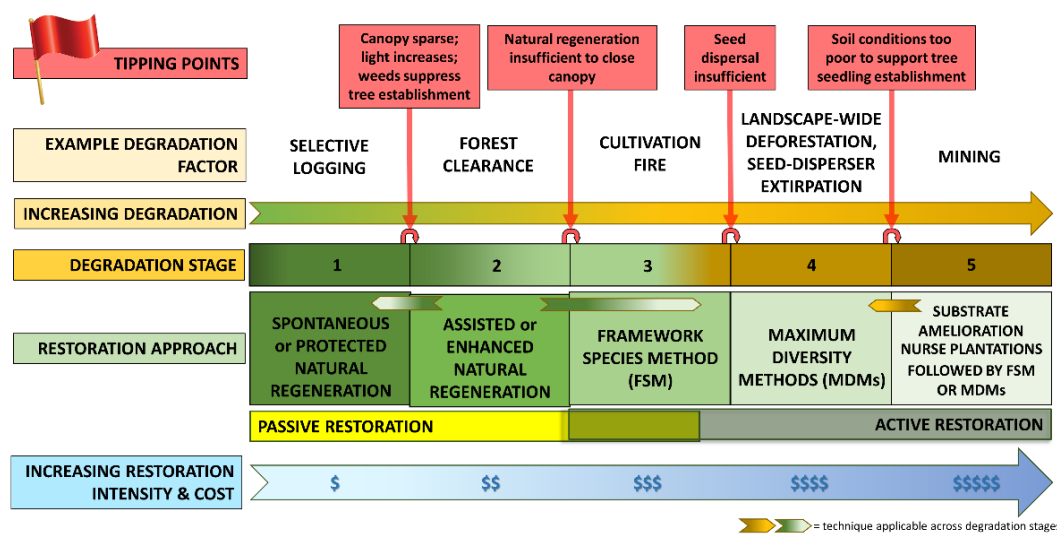 TIPPING POINTS
Canopy sparse;
light increases;
weeds suppress
tree establishment
Natural regeneration
insufficient to close
canopy
Seed
dispersal
insufficient
Soil conditions too
poor to support tree
seedling establishment
EXAMPLE DEGRADATION
FACTOR
SELECTIVE
LOGGING
FOREST
CLEARANCE
CULTIVATION
FIRE
LANDSCAPE-WIDE
DEFORESTATION,
SEED-DISPERSER
EXTIRPATION
MINING
INCREASING DEGRADATION
DEGRADATION STAGE
1
2
3
4
5
RESTORATION APPROACH
SPONTANEOUS
or PROTECTED
NATURAL
REGENERATION
ASSISTED or
ENHANCED
NATURAL
REGENERATION
FRAMEWORK
SPECIES METHOD
(FSM)
MAXIMUM
DIVERSITY
METHODS (MDMs)
SUBSTRATE
AMELIORATION
NURSE PLANTATIONS
FOLLOWED BY FSM
OR MDMs
PASSIVE RESTORATION
ACTIVE RESTORATION
INCREASING RESTORATION
INTENSITY & COST
$
$$
$$$
$$$$
$$$$$
= technique applicable across degradation stage